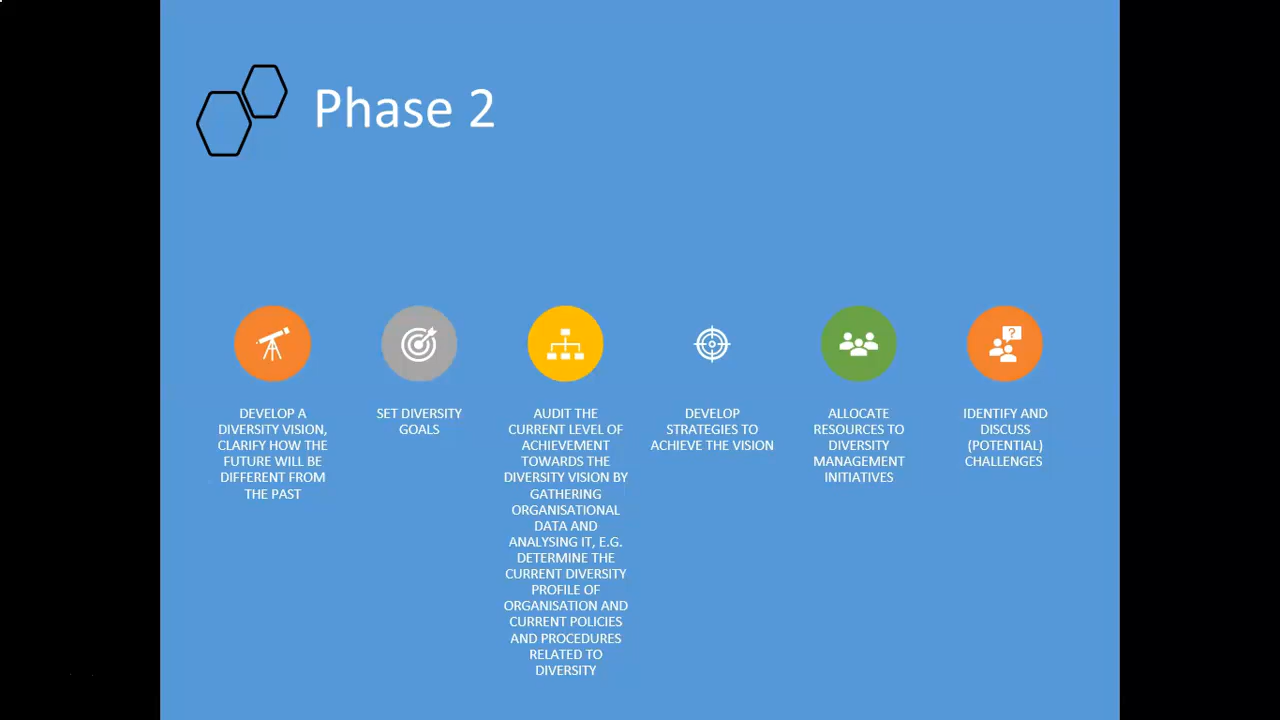 Phase 2
DEVELOP A
DIVERSITY VISION,
CLARIFY HOW THE
FUTURE WILL BE
DIFFERENT FROM
THE PAST
SET DIVERSITY
GOALS
AUDIT THE
CURRENT LEVEL OF
ACHIEVEMENT
TOWARDS THE
DIVERSITY VISION BY
GATHERING
ORGANISATIONAL
DATA AND
ANALYSING IT, E.G.
DETERMINE THE
CURRENT DIVERSITY
PROFILE OF
ORGANISATION AND
CURRENT POLICIES
AND PROCEDURES
RELATED TO
DIVERSITY
DEVELOP
STRATEGIES TO
ACHIEVE THE VISION
ALLOCATE
RESOURCES TO
DIVERSITY
MANAGEMENT
INITIATIVES
?
IDENTIFY AND
DISCUSS
(POTENTIAL)
CHALLENGES